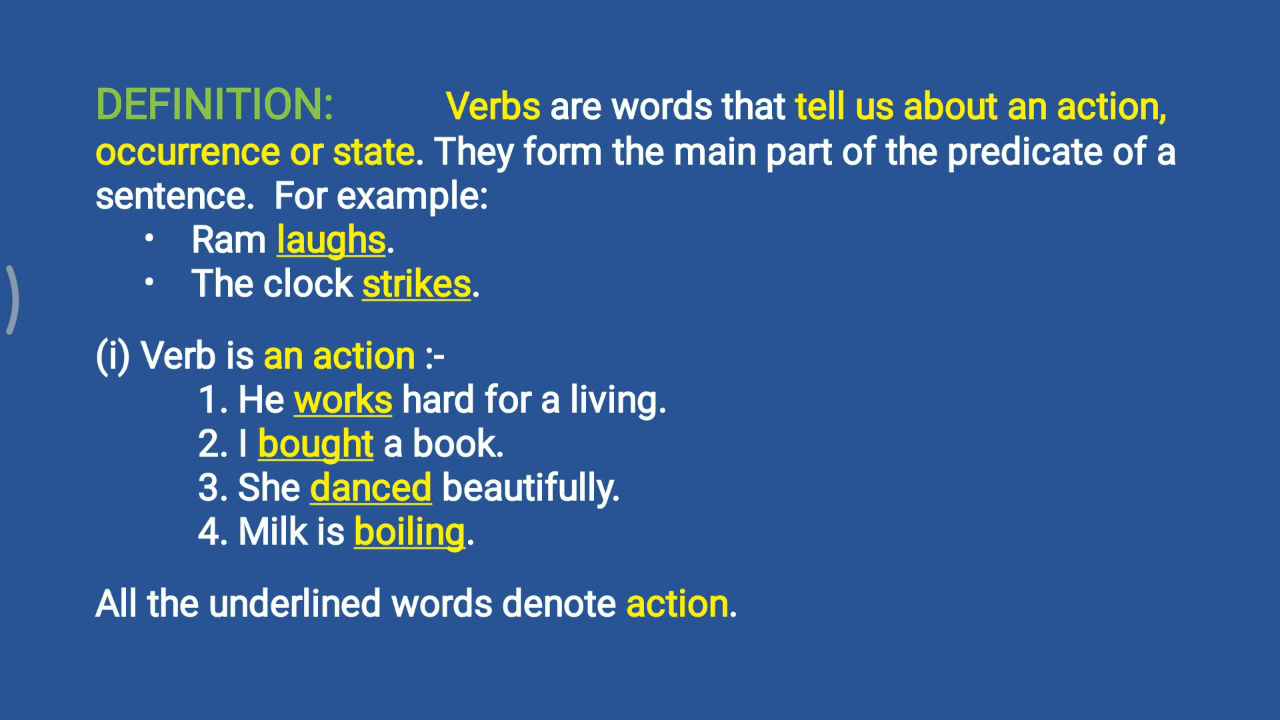 DEFINITION: Verbs are words that tell us about an action,
occurrence or state. They form the main part of the predicate of a
sentence. For example:
• Ram laughs.
• The clock strikes.
(i) Verb is an action :-
1. He works hard for a living.
2. I bought a book.
3. She danced beautifully.
4. Milk is boiling.
All the underlined words denote action.